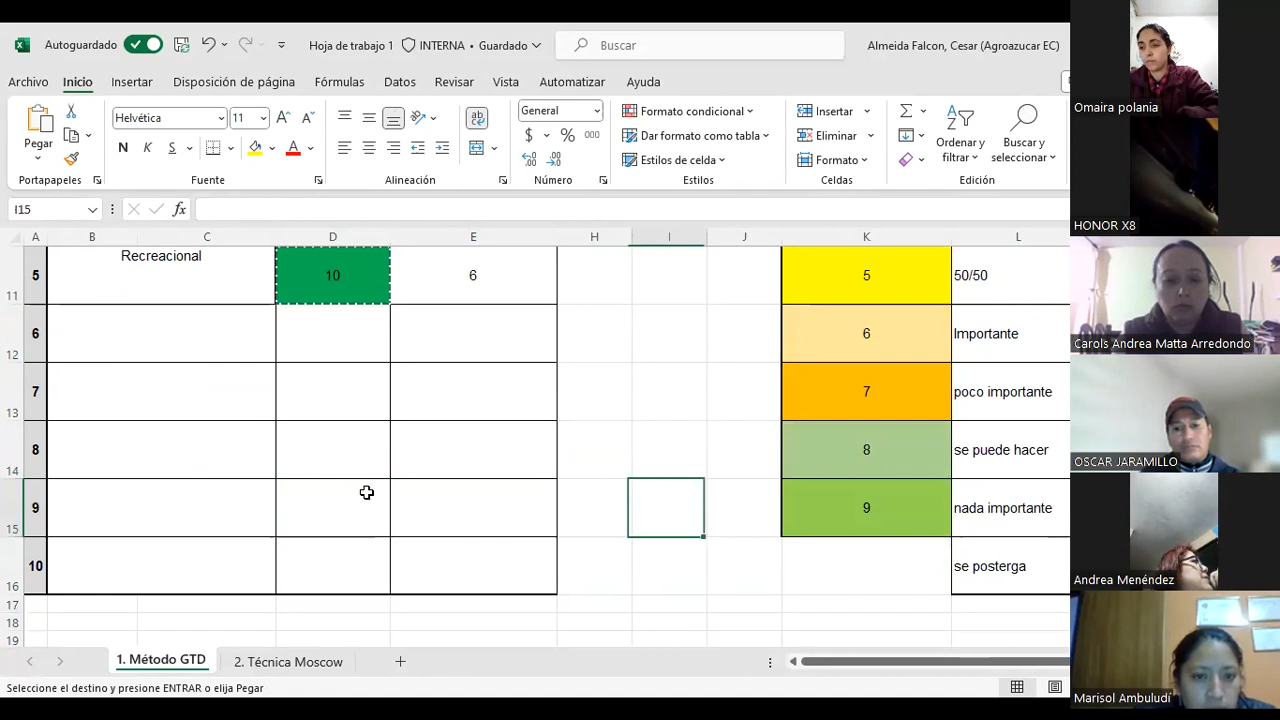 Autoguardado
Hoja de trabajo 1
INTERNA • Guardado
Buscar
Almeida Falcon, Cesar (Agroazucar EC)
Archivo Inicio Insertar Disposición de página Fórmulas Datos Revisar Vista Automatizar Ayuda
Pegar
Helvética 11
General
Formato condicional
Dar formato como tabla
Estilos de celda
Insertar
Eliminar
Formato
Ordenar y filtrar
Buscar y seleccionar
N K S
$ % 000
Portapapeles Fuente Alineación Número Estilos Celdas Edición
I15 fx
A B C D E H I J K L
11 5 Recreacional 10 6 5 50/50
12 6 6 Importante
13 7 7 poco importante
14 8 8 se puede hacer
15 9 9 nada importante
16 10 se posterga
17
18
19
1. Método GTD 2. Técnica Moscow
Seleccione el destino y presione ENTRAR o elija Pegar
Omaira polania
HONOR X8
Carols Andrea Matta Arredondo
OSCAR JARAMILLO
Andrea Menéndez
Marisol Ambuludí